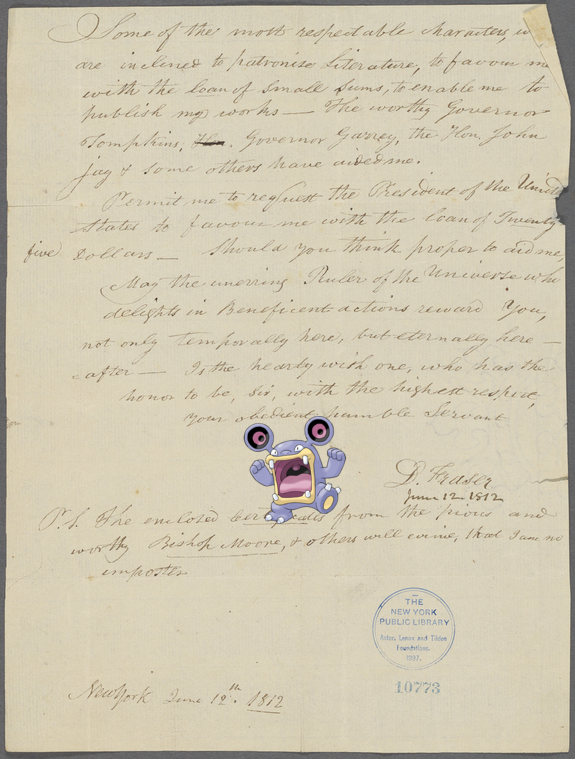 Some of the most respectable characters, w
are inclined to patronise Literature, to favour me
with the loan of small sums, to enable me to
publish my works — The worthy Governor
Tompkins, Hon. Governor Gerrey, the Hon. John
jay & some others have aided me.
Permit me to request the President of the United
States to favour me with the loan of Twenty
five Dollars — Should you think proper to aid me,
May the unerring Ruler of the Universe who
delights in Beneficent actions reward You,
not only temporally here, but eternally here —
-after — Is the hearty wish one, who has the
honor to be, Sir, with the highest respect,
Your obedient humble Servant
D. Fraser
June 12 1812
P.S. The enclosed from the pious and
worthy Bishop Moore, & others will evince, that I am no
imposter
THE
NEW YORK
PUBLIC LIBRARY
Astor, Lenox and Tilden
Foundations.
1937.
10773
New York June 12th. 1812